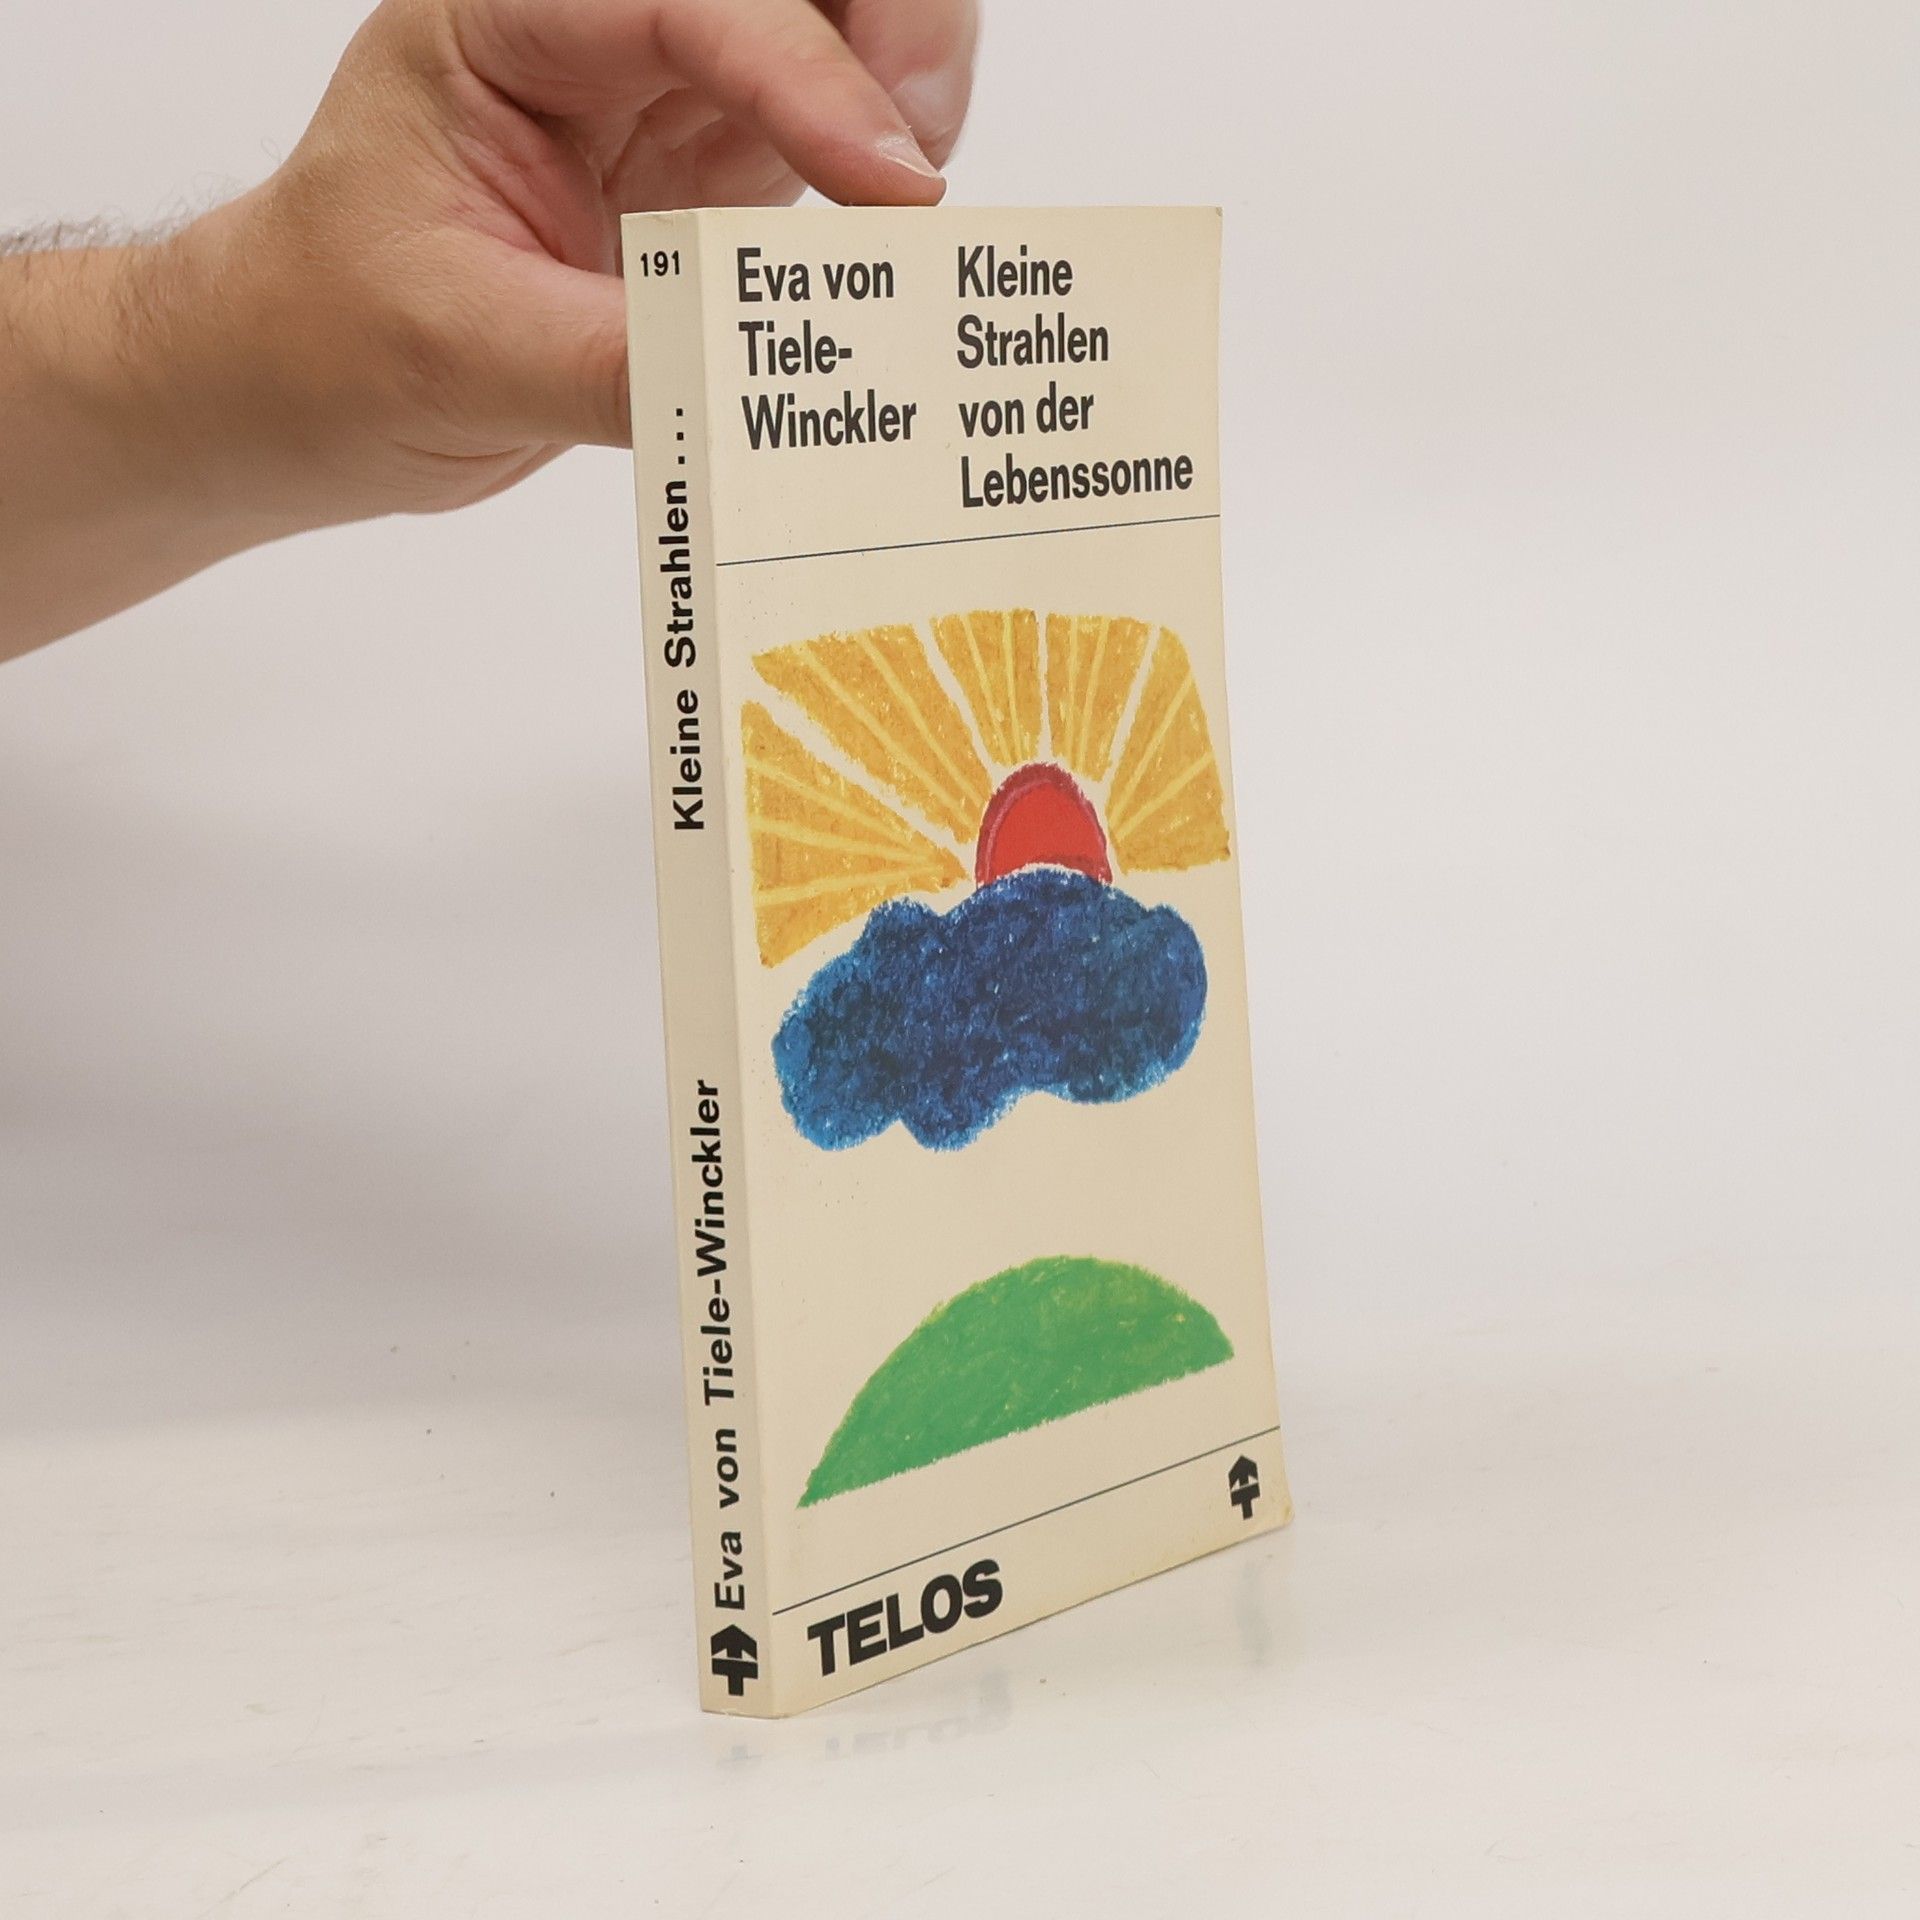 191
Kleine Strahlen ...
Eva von Tiele-Winckler
Eva von
Tiele-
Winckler
Kleine
Strahlen
von der
Lebenssonne
TELOS